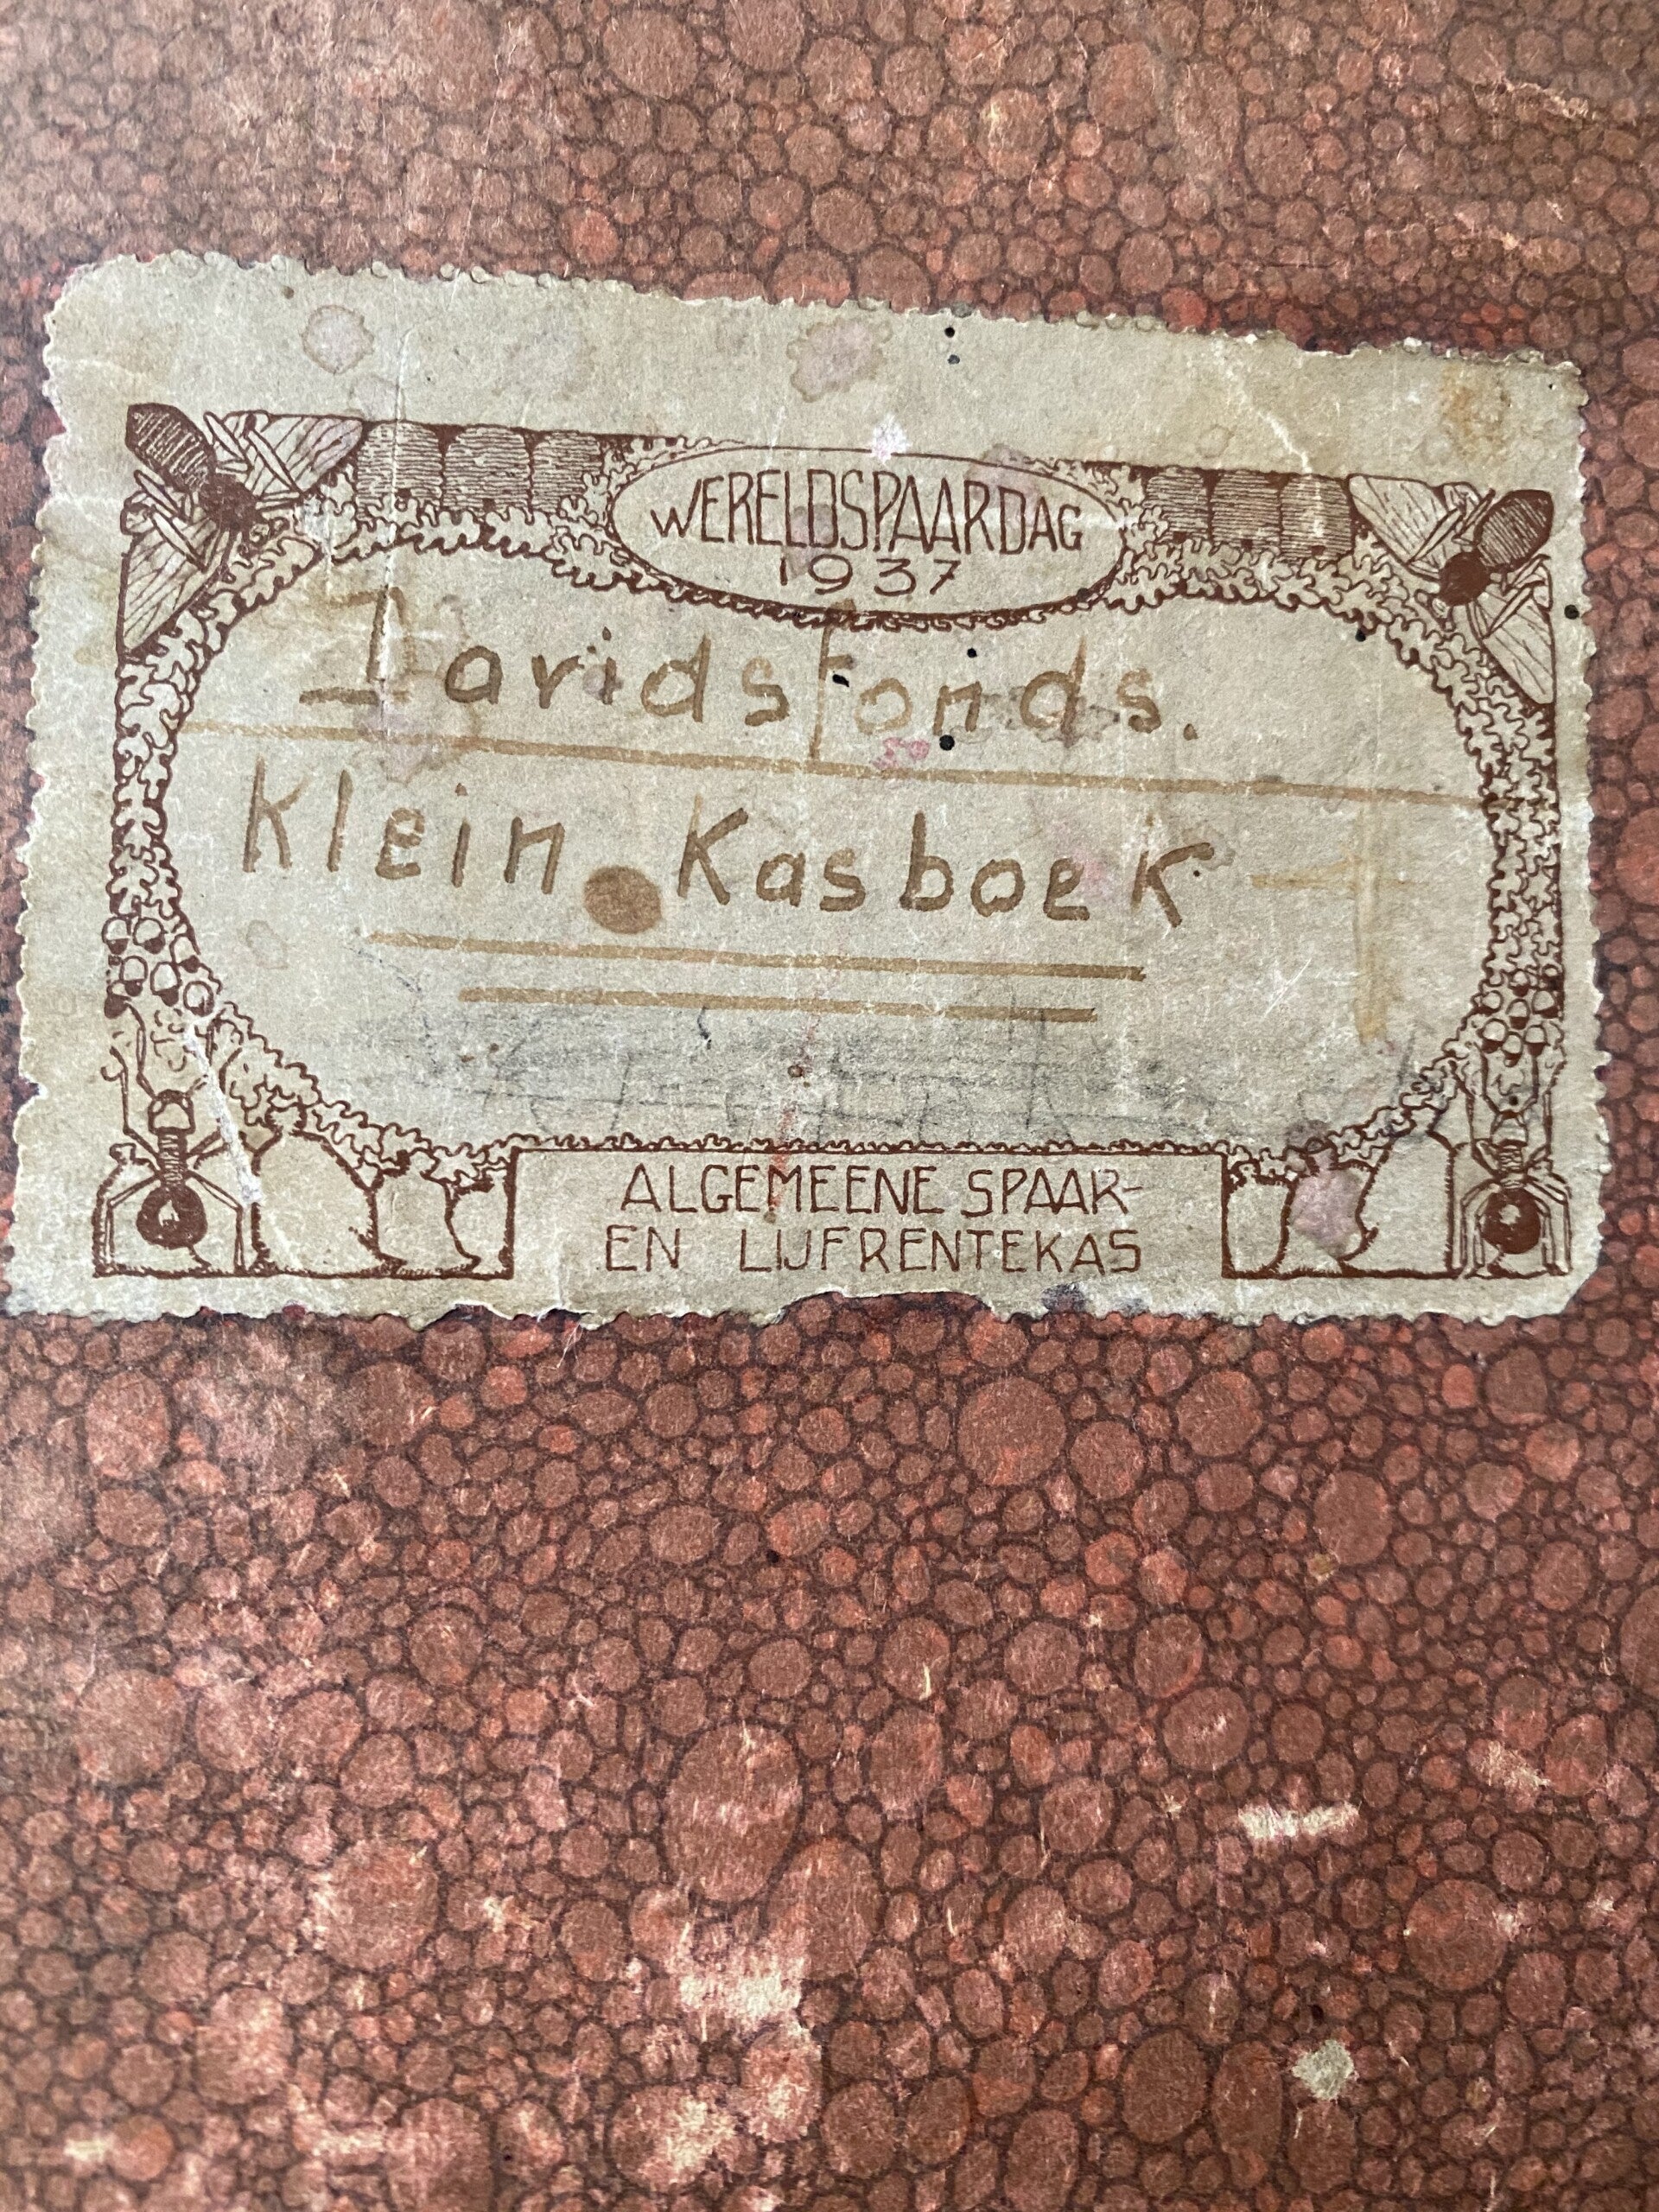 WERELDSPAARDAG
1937
Davidsfonds.
Klein Kasboek
ALGEMEENE SPAAR-
EN LIJFRENTEKAS